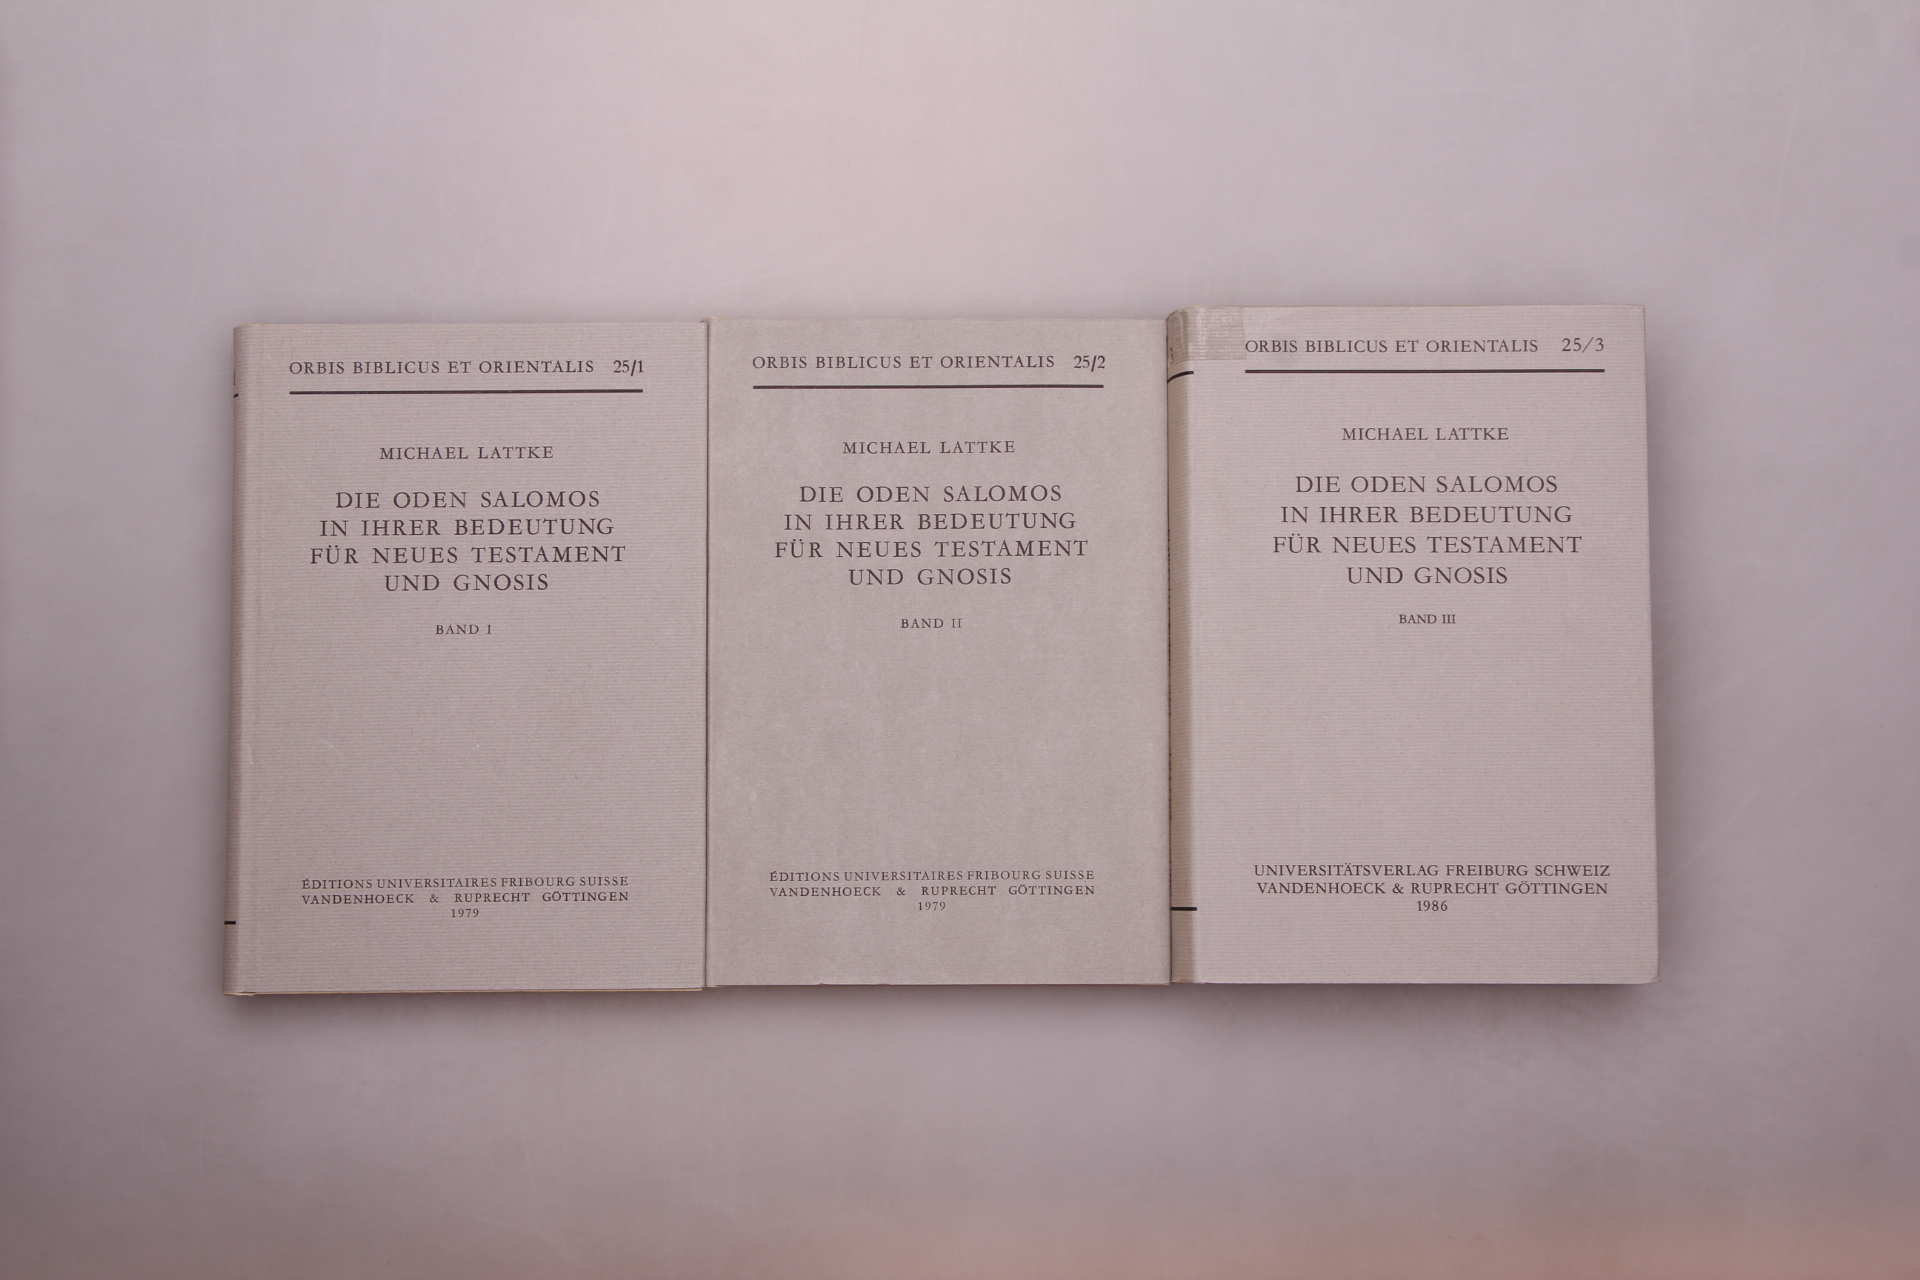 ORBIS BIBLICUS ET ORIENTALIS 25/1
MICHAEL LATTKE
DIE ODEN SALOMOS
IN IHRER BEDEUTUNG
FÜR NEUES TESTAMENT
UND GNOSIS
BAND I
ÉDITIONS UNIVERSITAIRES FRIBOURG SUISSE
VANDENHOECK & RUPRECHT GÖTTINGEN
1979
ORBIS BIBLICUS ET ORIENTALIS 25/2
MICHAEL LATTKE
DIE ODEN SALOMOS
IN IHRER BEDEUTUNG
FÜR NEUES TESTAMENT
UND GNOSIS
BAND II
ÉDITIONS UNIVERSITAIRES FRIBOURG SUISSE
VANDENHOECK & RUPRECHT GÖTTINGEN
1979
ORBIS BIBLICUS ET ORIENTALIS 25/3
MICHAEL LATTKE
DIE ODEN SALOMOS
IN IHRER BEDEUTUNG
FÜR NEUES TESTAMENT
UND GNOSIS
BAND III
UNIVERSITÄTSVERLAG FREIBURG SCHWEIZ
VANDENHOECK & RUPRECHT GÖTTINGEN
1986